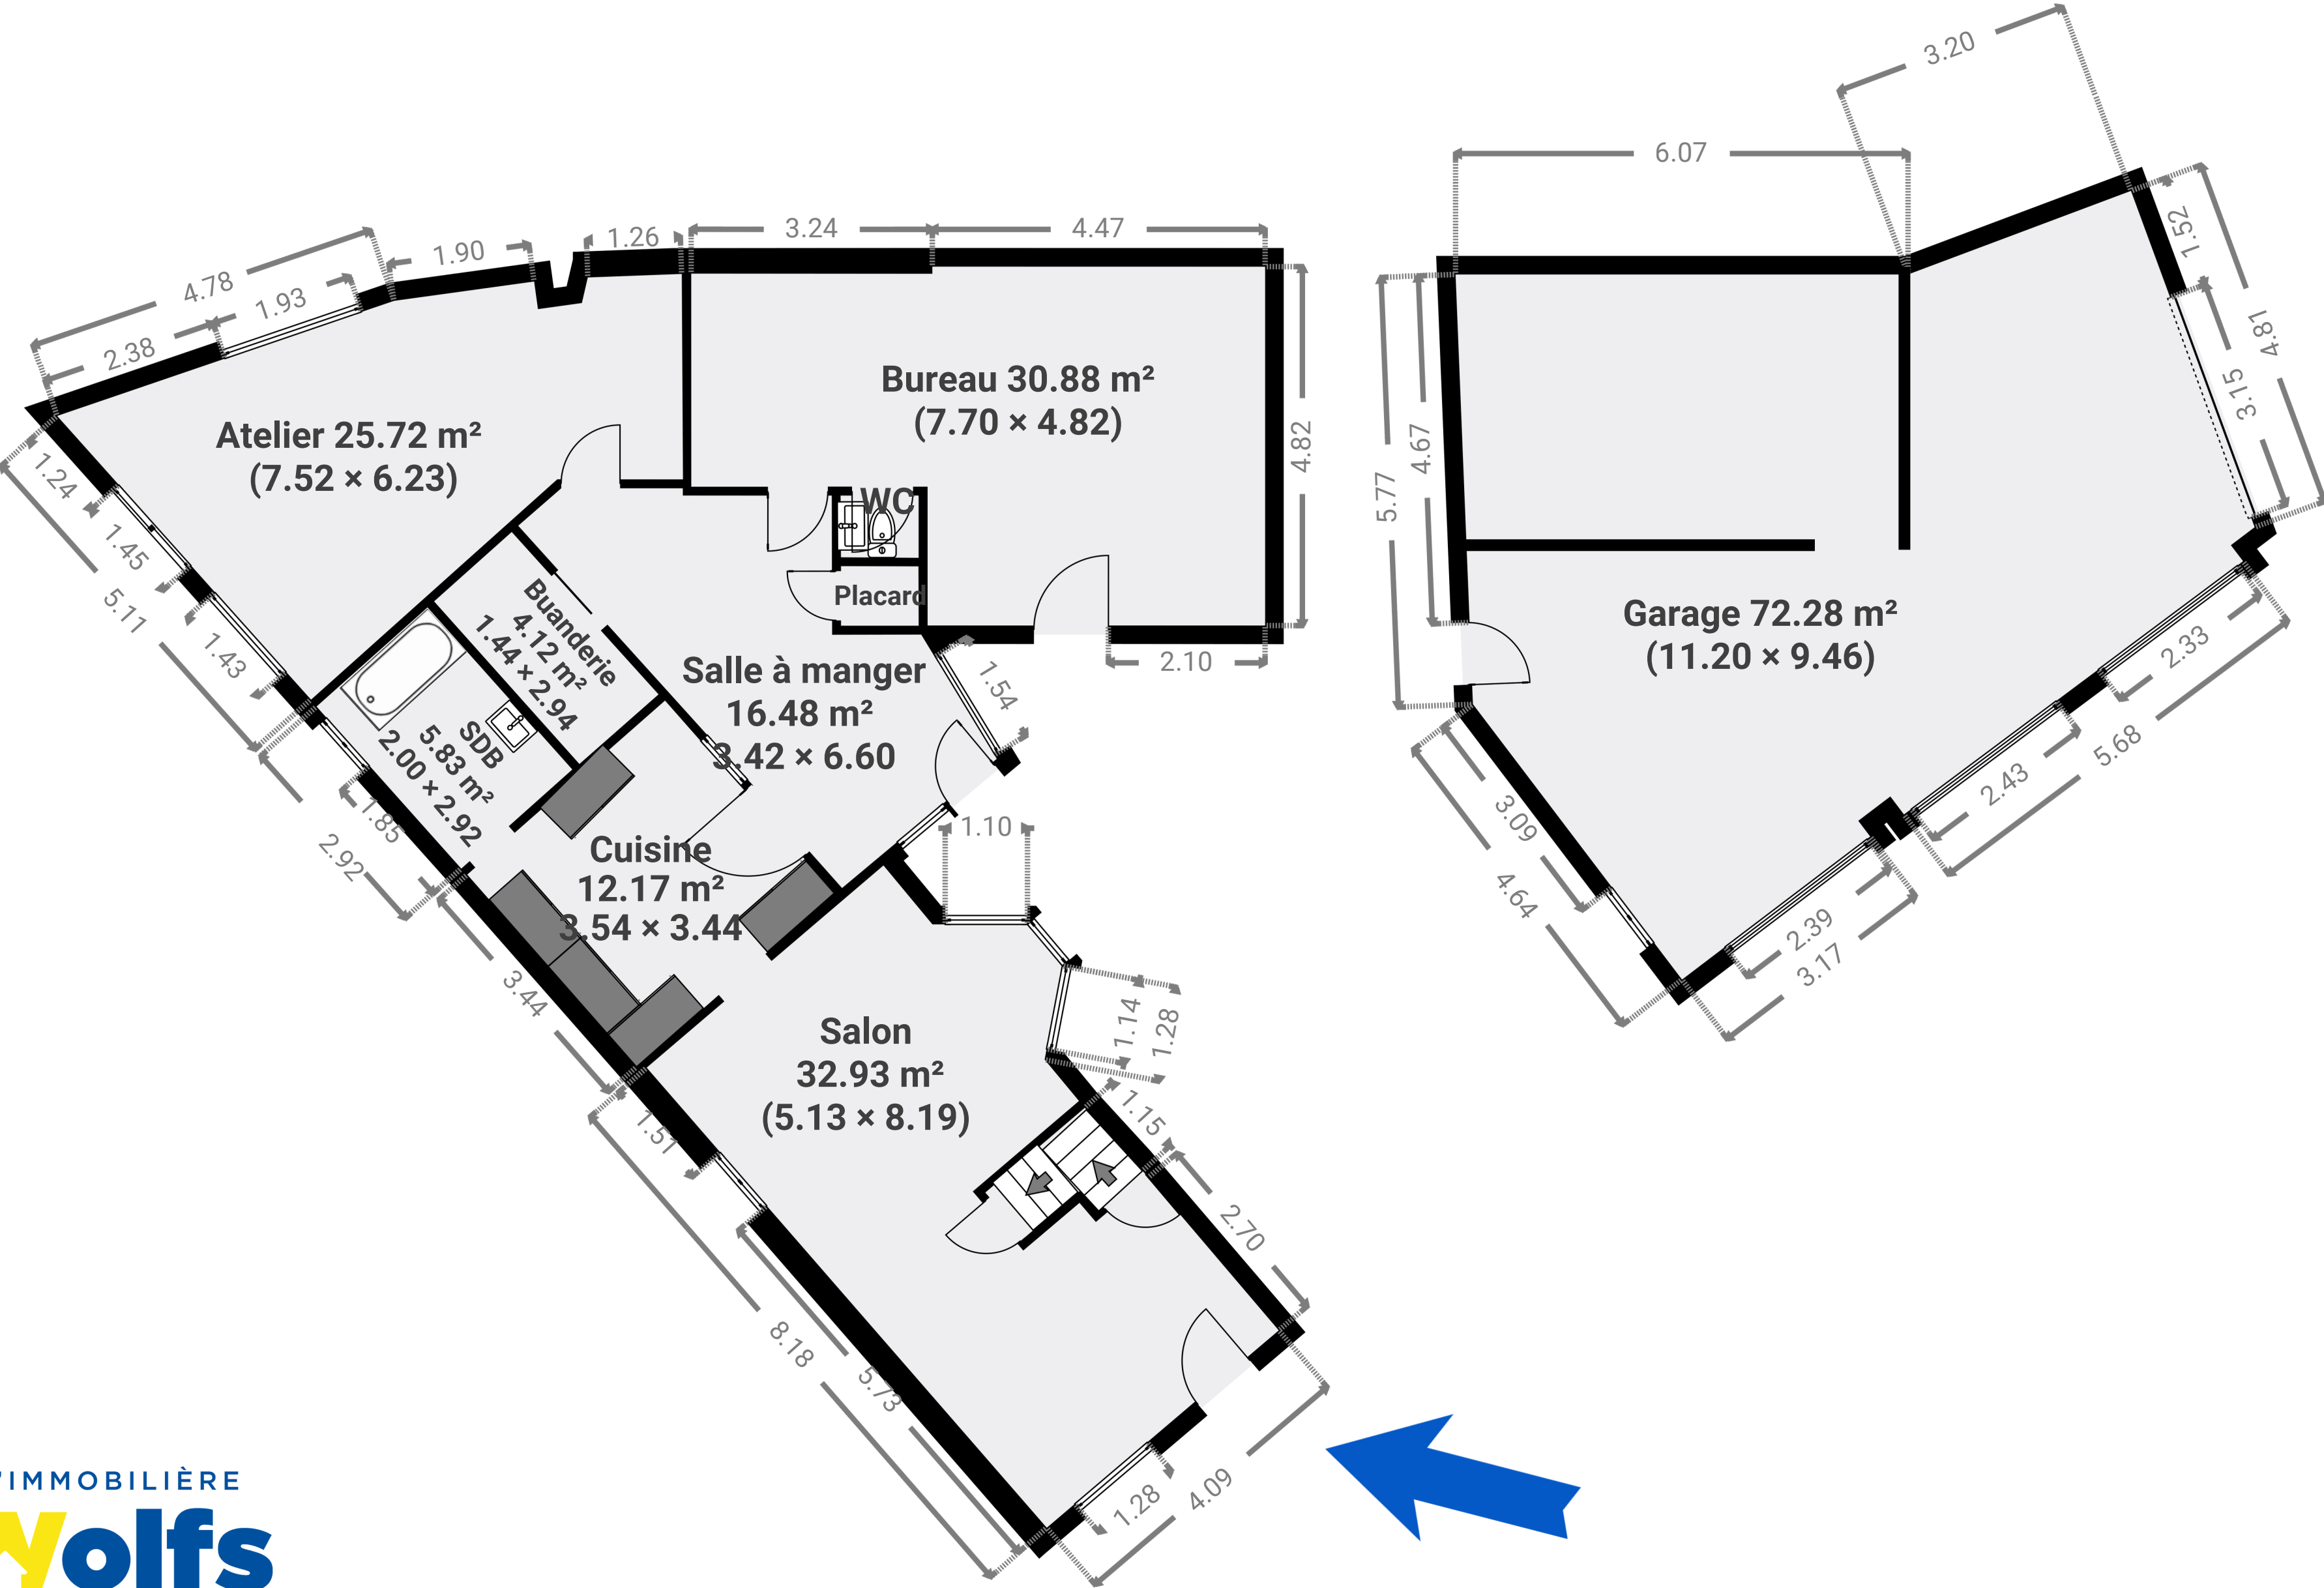 3.20
6.07
3.24
4.47
1.26
1.90
4.78
1.93
2.38
1.52
4.81
3.15
Bureau 30.88 m²
(7.70 × 4.82)
4.82
Atelier 25.72 m²
(7.52 × 6.23)
4.67
5.77
1.24
1.45
5.11
1.43
WC
Placard
Buanderie
4.12 m²
1.44 × 2.94
Garage 72.28 m²
(11.20 × 9.46)
2.33
2.10
1.54
Salle à manger
16.48 m²
3.42 × 6.60
SDB
5.83 m²
2.00 × 2.92
5.68
2.43
1.85
2.92
3.09
1.10
Cuisine
12.17 m²
3.54 × 3.44
4.64
2.39
3.17
3.44
Salon
32.93 m²
(5.13 × 8.19)
1.14
1.28
1.15
1.51
2.70
8.18
5.73
1.28
4.09
'IMMOBILIÈRE
Wolfs